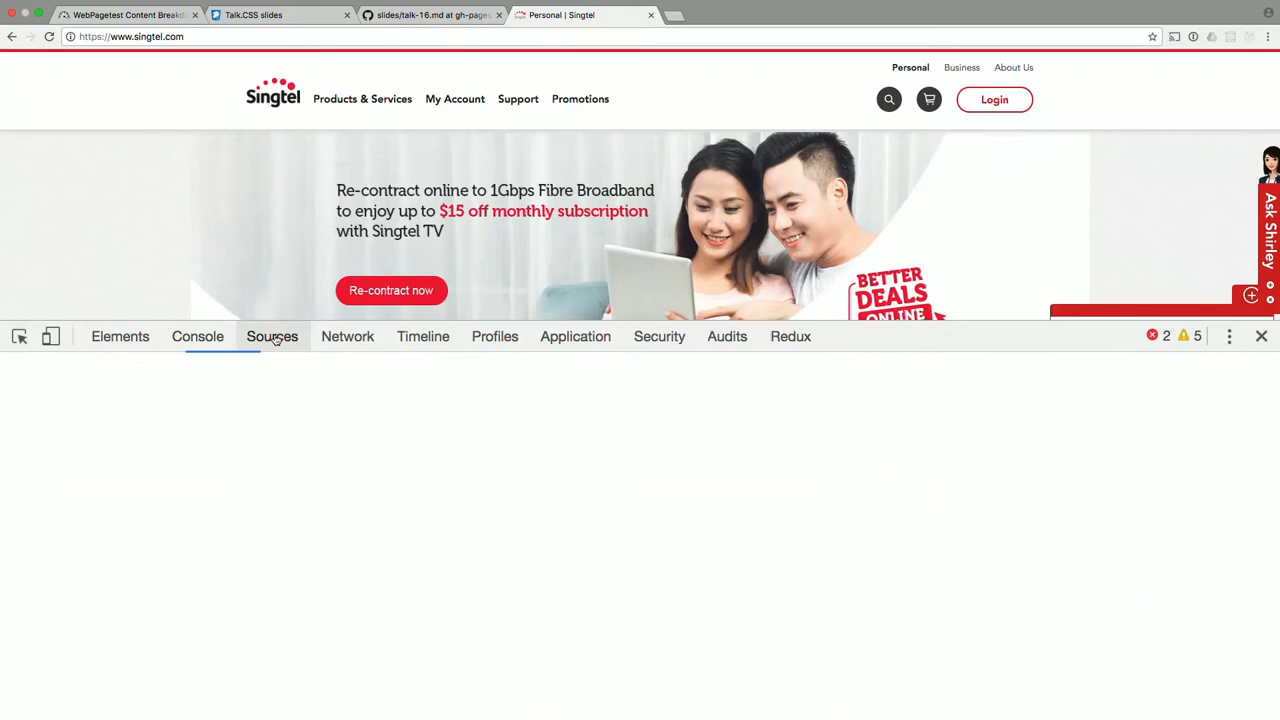 WebPagetest Content Breakd
Talk.CSS slides
slides/talk-16.md at gh-pages
Personal | Singtel
https://www.singtel.com
Personal Business About Us
Singtel
Products & Services My Account Support Promotions
Login
Re-contract online to 1Gbps Fibre Broadband
to enjoy up to $15 off monthly subscription
with Singtel TV
Re-contract now
BETTER
DEALS
ONLINE
Ask Shirley
Elements Console Sources Network Timeline Profiles Application Security Audits Redux
2 5